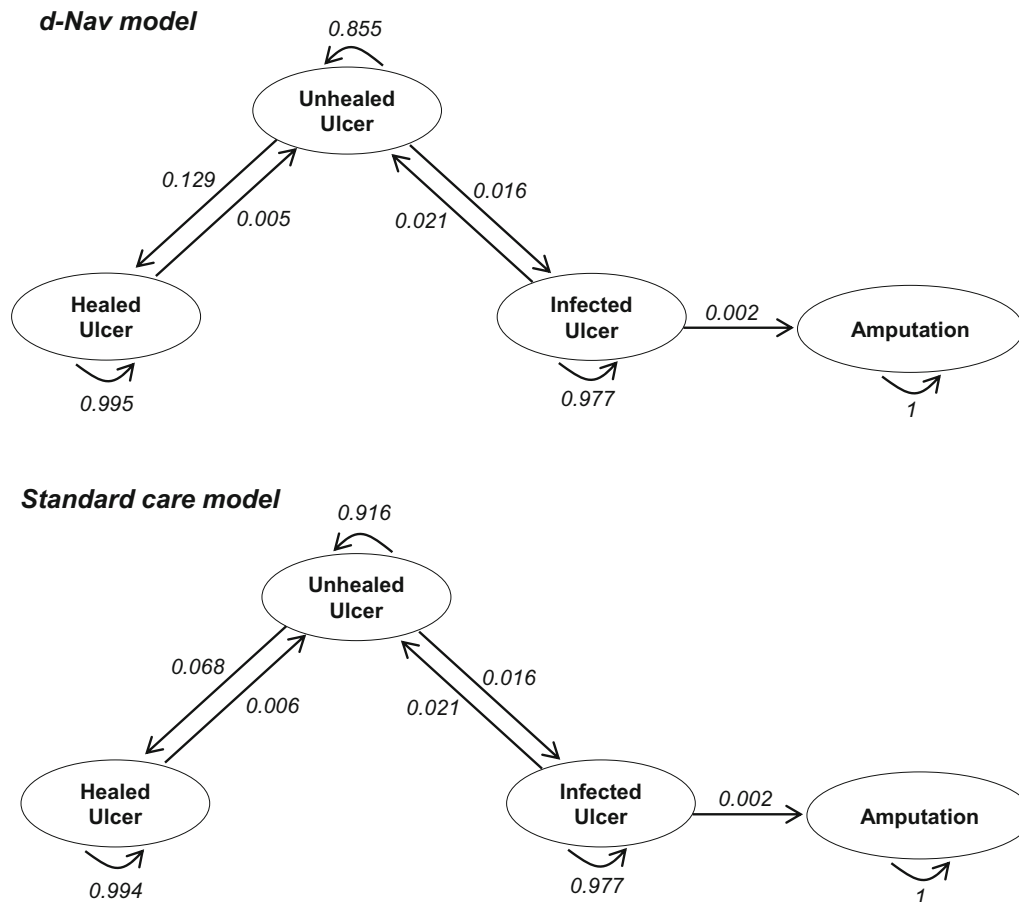 d-Nav model
0.855
Unhealed
Ulcer
0.129
0.005
0.016
0.021
Healed
Ulcer
0.995
Infected
Ulcer
0.977
0.002
Amputation
1
Standard care model
0.916
Unhealed
Ulcer
0.068
0.006
0.016
0.021
Healed
Ulcer
0.994
Infected
Ulcer
0.977
0.002
Amputation
1